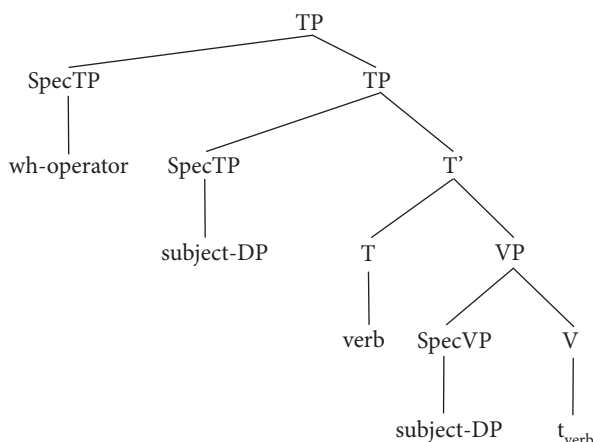 TP
SpecTP TP
wh-operator SpecTP T’
subject-DP T VP
verb SpecVP V
subject-DP t_verb